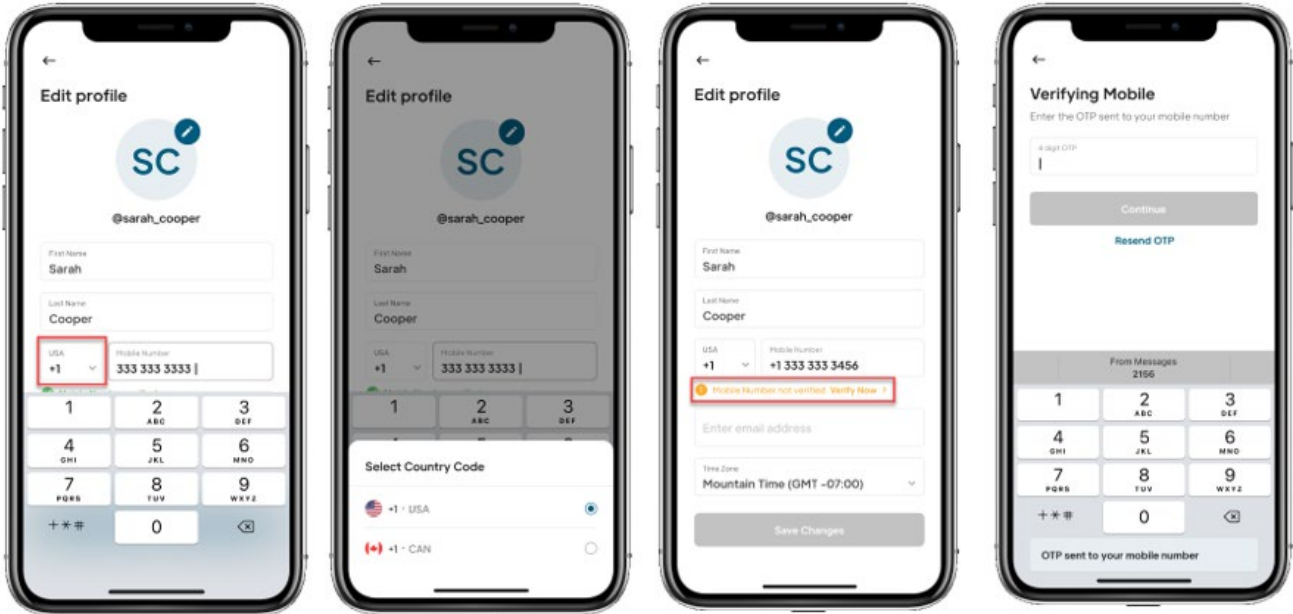 Edit profile
SC
@sarah_cooper
First Name
Sarah
Last Name
Cooper
USA
+1
Mobile Number
333 333 3333
1
2
ABC
3
DEF
4
GHI
5
JKL
6
MNO
7
PQRS
8
TUV
9
WXYZ
+*#
0
Edit profile
SC
@sarah_cooper
First Name
Sarah
Last Name
Cooper
USA
+1
Mobile Number
333 333 3333
1
2
ABC
3
DEF
Select Country Code
+1 · USA
+1 · CAN
Edit profile
SC
@sarah_cooper
First Name
Sarah
Last Name
Cooper
USA
+1
Mobile Number
+1 333 333 3456
Mobile Number not verified. Verify Now >
Enter email address
Time Zone
Mountain Time (GMT -07:00)
Save Changes
Verifying Mobile
Enter the OTP sent to your mobile number
4 digit OTP
Continue
Resend OTP
From Messages
2156
1
2
ABC
3
DEF
4
GHI
5
JKL
6
MNO
7
PQRS
8
TUV
9
WXYZ
+*#
0
OTP sent to your mobile number